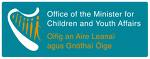 Office of the Minister for
Children and Youth Affairs
Oifig an Aire Leanaí
agus Gnóthaí Óige